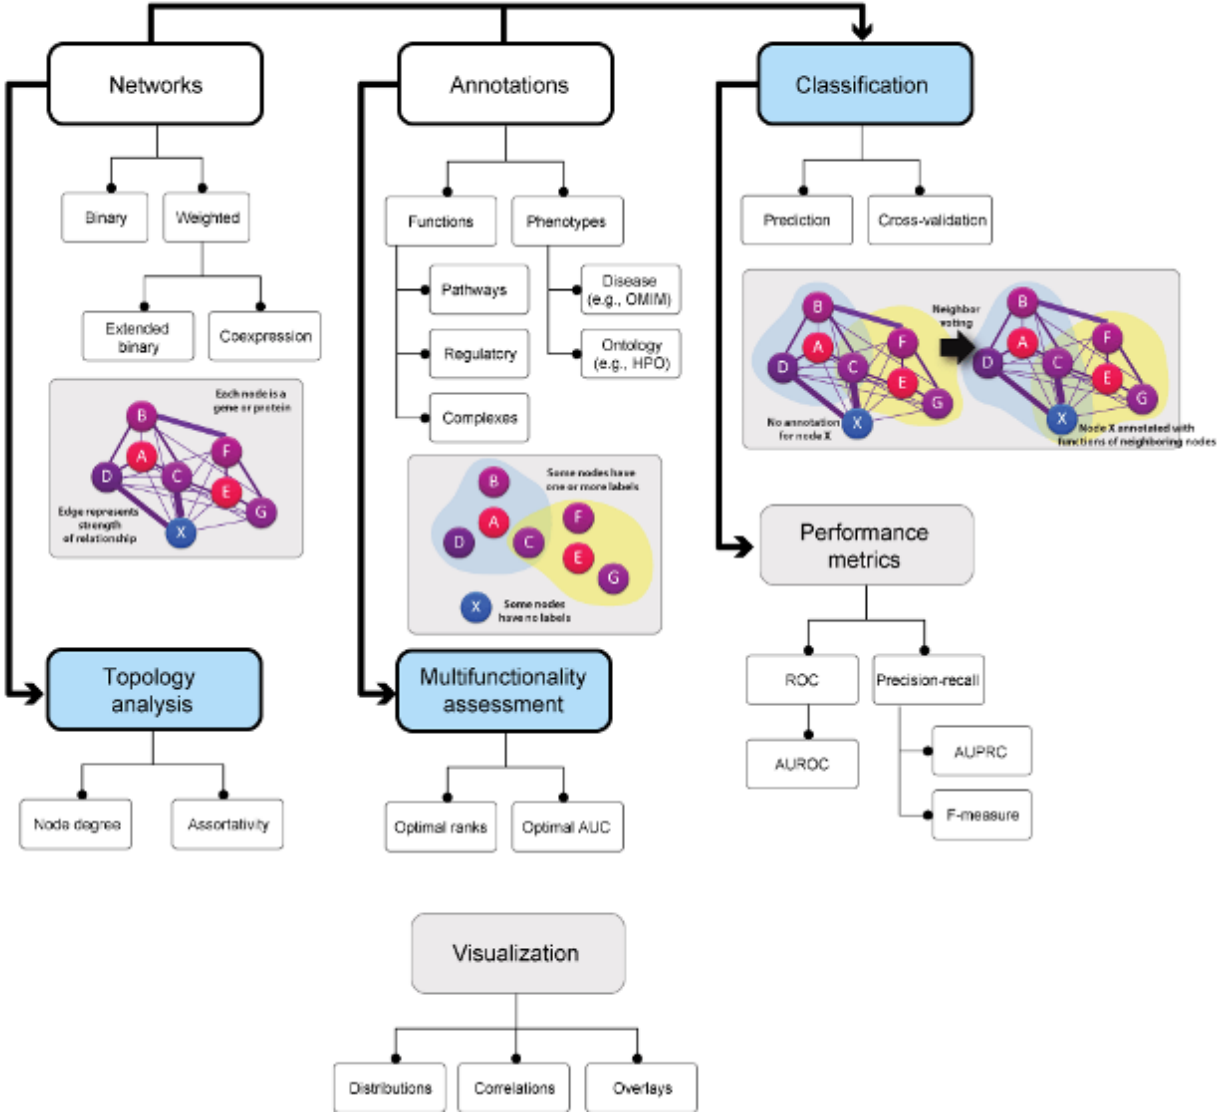 Networks
Annotations
Classification
Binary
Weighted
Functions
Phenotypes
Prediction
Cross-validation
Extended
binary
Coexpression
Pathways
Regulatory
Complexes
Disease
(e.g., OMIM)
Ontology
(e.g., HPO)
Each node is a
gene or protein
B
A
F
D
C
E
G
X
Edge represents
strength
of relationship
Some nodes have
one or more labels
B
A
F
D
C
E
G
X
Some nodes
have no labels
B
A
F
D
C
E
G
X
No annotation
for node X
Neighbor
voting
B
A
F
D
C
E
G
X
Node X annotated with
functions of neighboring nodes
Performance
metrics
ROC
Precision-recall
AUROC
AUPRC
F-measure
Topology
analysis
Node degree
Assortativity
Multifunctionality
assessment
Optimal ranks
Optimal AUC
Visualization
Distributions
Correlations
Overlays